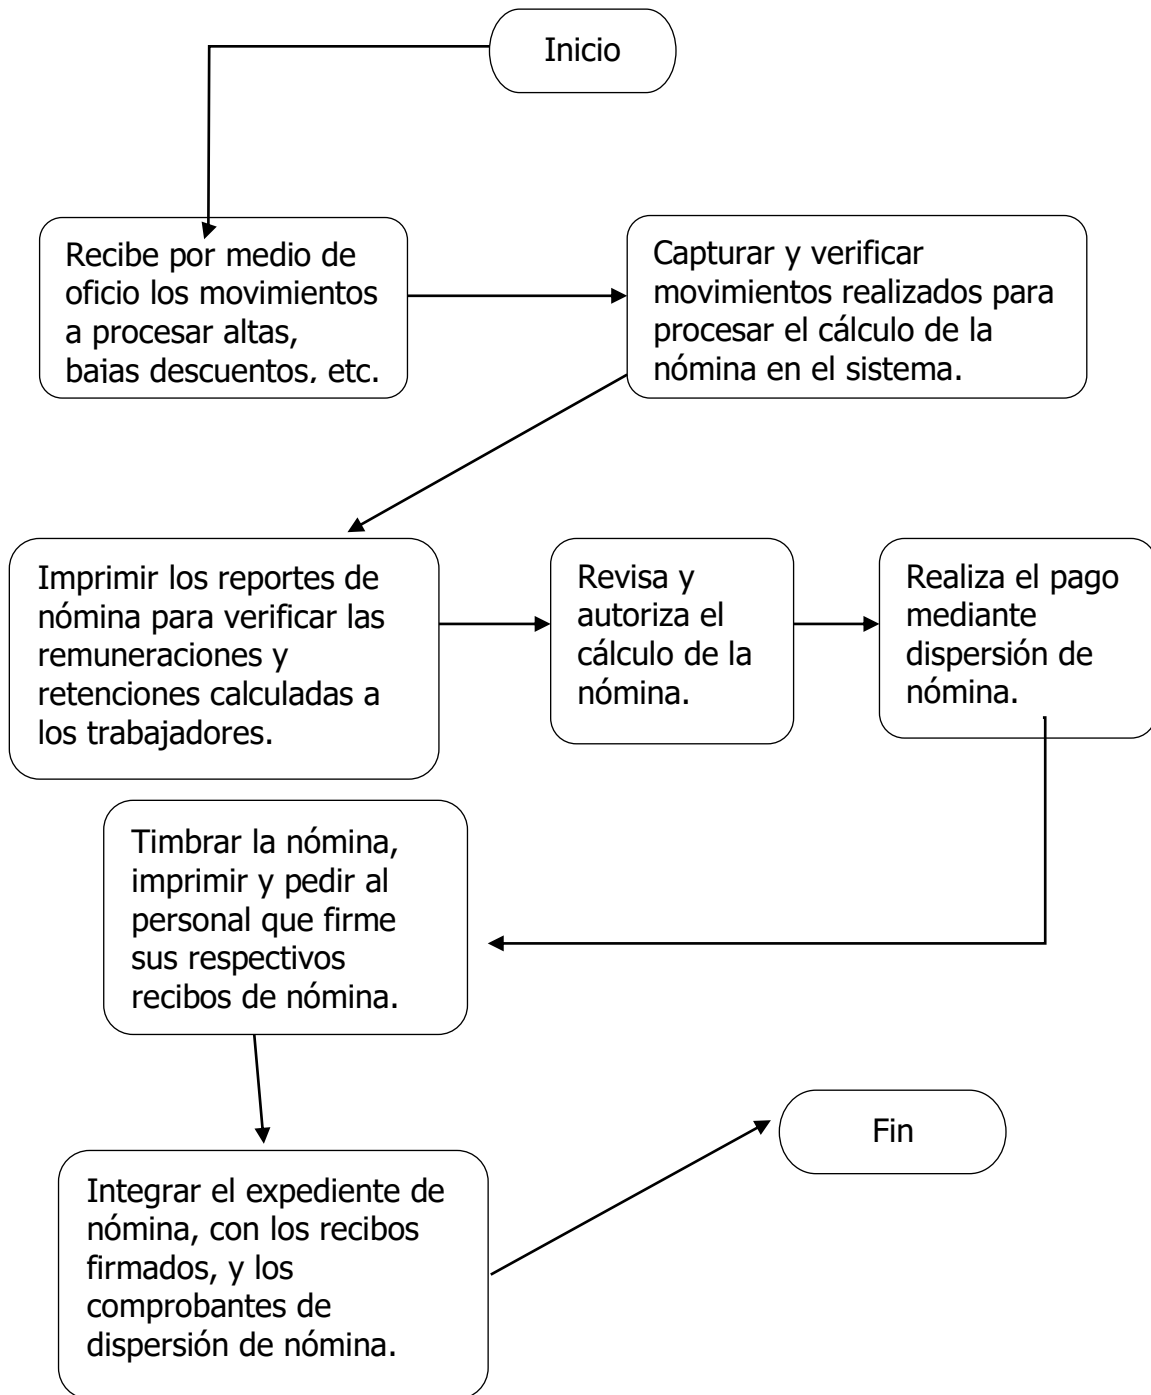 Inicio
Recibe por medio de
oficio los movimientos
a procesar altas,
bajas descuentos, etc.
Capturar y verificar
movimientos realizados para
procesar el cálculo de la
nómina en el sistema.
Imprimir los reportes de
nómina para verificar las
remuneraciones y
retenciones calculadas a
los trabajadores.
Revisa y
autoriza el
cálculo de la
nómina.
Realiza el pago
mediante
dispersión de
nómina.
Timbrar la nómina,
imprimir y pedir al
personal que firme
sus respectivos
recibos de nómina.
Integrar el expediente de
nómina, con los recibos
firmados, y los
comprobantes de
dispersión de nómina.
Fin